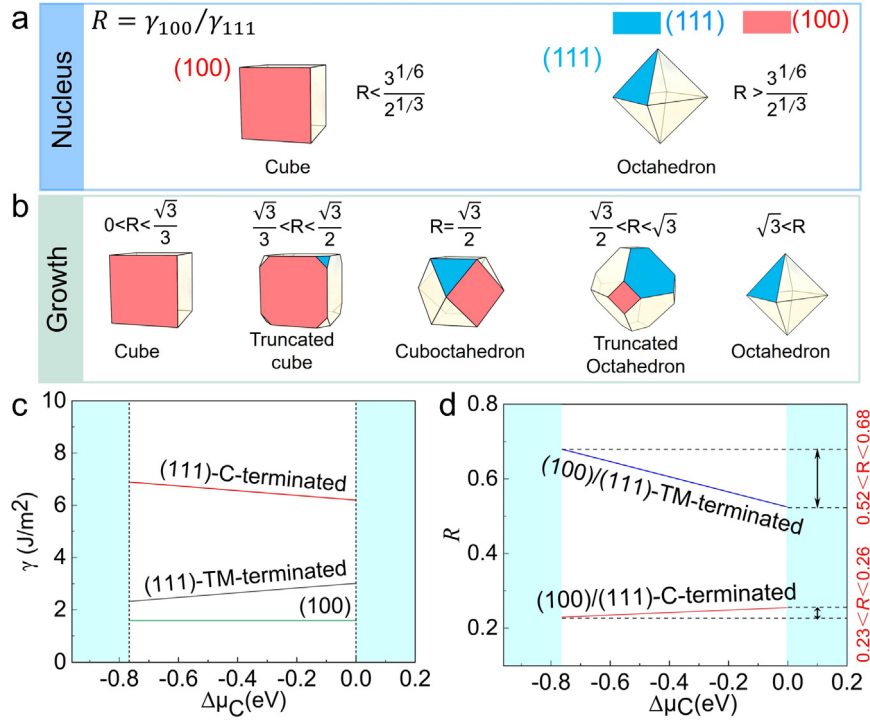 a
R = γ₁₀₀/γ₁₁₁
(111) (100)
Nucleus
(100)
R< 3^1/6 / 2^1/3
Cube
(111)
R > 3^1/6 / 2^1/3
Octahedron
b
Growth
0<R< √3/3
Cube
√3/3 <R< √3/2
Truncated
cube
R= √3/2
Cuboctahedron
√3/2 <R<√3
Truncated
Octahedron
√3<R
Octahedron
c
γ (J/m²)
10
8
6
4
2
0
(111)-C-terminated
(111)-TM-terminated
(100)
-0.8 -0.6 -0.4 -0.2 0.0 0.2
ΔμC(eV)
d
R
0.8
0.6
0.4
0.2
(100)/(111)-TM-terminated
(100)/(111)-C-terminated
0.52<R<0.68
0.23<R<0.26
-0.8 -0.6 -0.4 -0.2 0.0 0.2
ΔμC(eV)